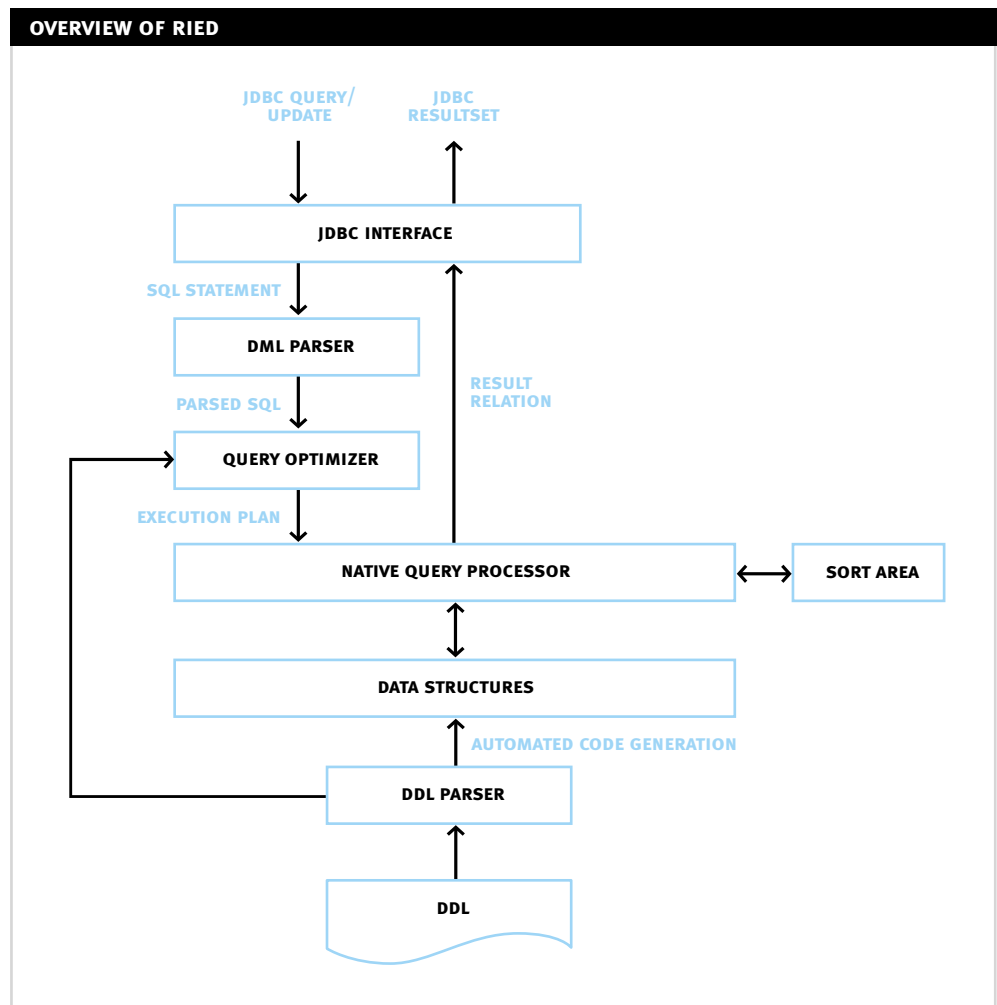 OVERVIEW OF RIED
JDBC QUERY/
UPDATE
JDBC
RESULTSET
JDBC INTERFACE
SQL STATEMENT
DML PARSER
RESULT
RELATION
PARSED SQL
QUERY OPTIMIZER
EXECUTION PLAN
NATIVE QUERY PROCESSOR
SORT AREA
DATA STRUCTURES
AUTOMATED CODE GENERATION
DDL PARSER
DDL